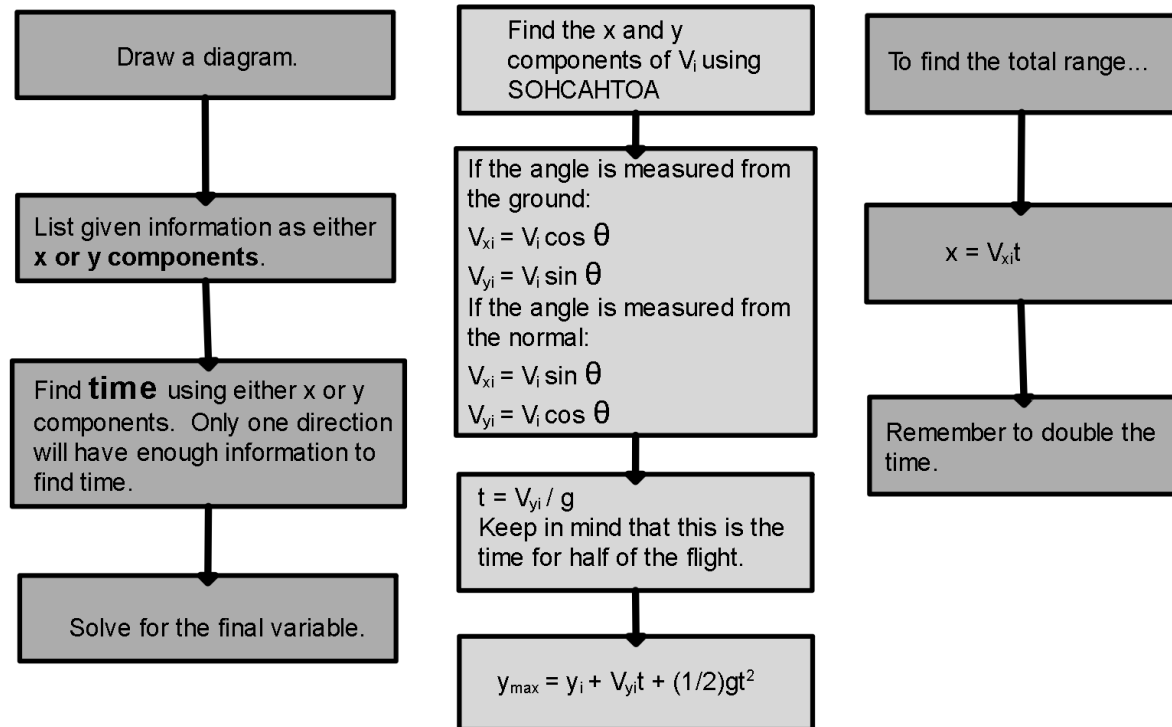 Draw a diagram.
List given information as either
x or y components.
Find time using either x or y
components. Only one direction
will have enough information to
find time.
Solve for the final variable.
Find the x and y
components of Vᵢ using
SOHCAHTOA
If the angle is measured from
the ground:
Vₓᵢ = Vᵢ cos θ
Vyᵢ = Vᵢ sin θ
If the angle is measured from
the normal:
Vₓᵢ = Vᵢ sin θ
Vyᵢ = Vᵢ cos θ
t = Vyᵢ / g
Keep in mind that this is the
time for half of the flight.
yₘₐₓ = yᵢ + Vyᵢt + (1/2)gt²
To find the total range...
x = Vₓᵢt
Remember to double the
time.